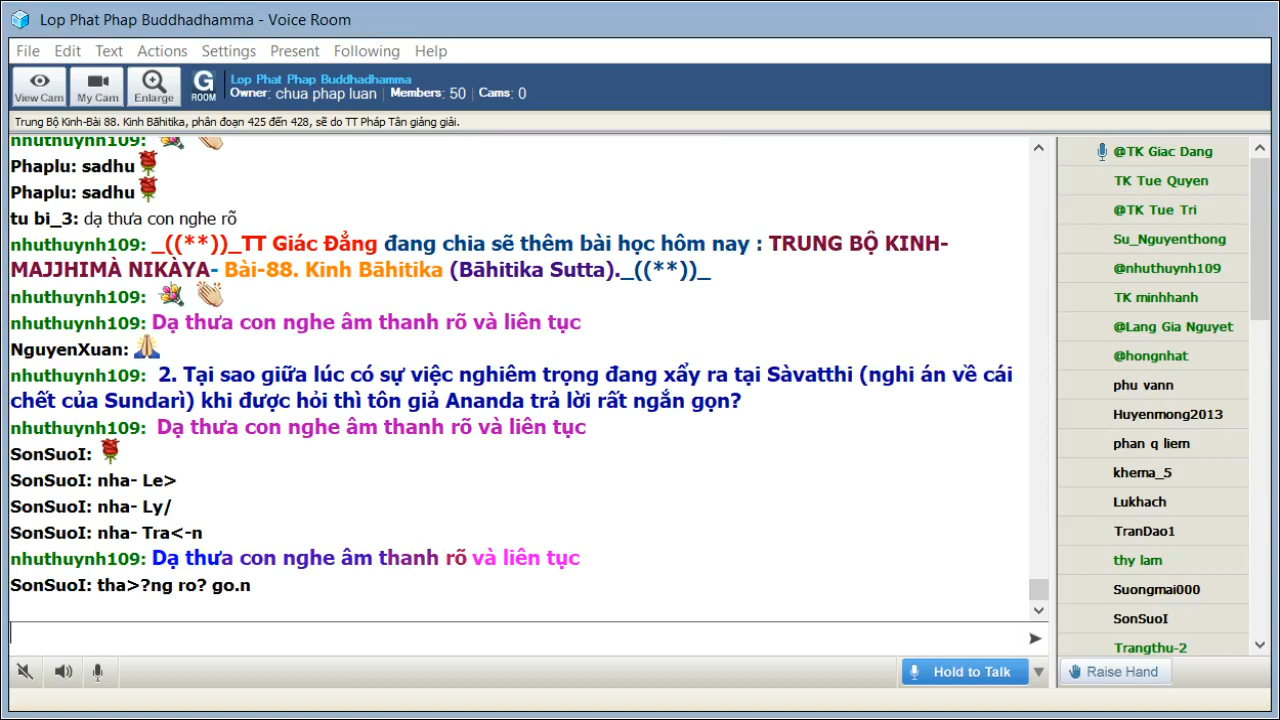 Lop Phat Phap Buddhadhamma - Voice Room
File Edit Text Actions Settings Present Following Help
View Cam My Cam Enlarge G ROOM
Lop Phat Phap Buddhadhamma
Owner: chua phap luan | Members: 50 | Cams: 0
Trung Bộ Kinh-Bài 88. Kinh Bāhitika, phân đoạn 425 đến 428, sẽ do TT Pháp Tân giảng giải.
nhuthuynh109:
Phaplu: sadhu
Phaplu: sadhu
tu bi_3: dạ thưa con nghe rõ
nhuthuynh109: _((**))_TT Giác Đẳng đang chia sẽ thêm bài học hôm nay : TRUNG BỘ KINH-
MAJJHIMÀ NIKÀYA- Bài-88. Kinh Bāhitika (Bāhitika Sutta)._((**))_
nhuthuynh109:
nhuthuynh109: Dạ thưa con nghe âm thanh rõ và liên tục
NguyenXuan:
nhuthuynh109: 2. Tại sao giữa lúc có sự việc nghiêm trọng đang xẩy ra tại Sàvatthi (nghi án về cái
chết của Sundarì) khi được hỏi thì tôn giả Ananda trả lời rất ngắn gọn?
nhuthuynh109: Dạ thưa con nghe âm thanh rõ và liên tục
SonSuoI:
SonSuoI: nha- Le>
SonSuoI: nha- Ly/
SonSuoI: nha- Tra<-n
nhuthuynh109: Dạ thưa con nghe âm thanh rõ và liên tục
SonSuoI: tha>?ng ro? go.n
@TK Giac Dang
TK Tue Quyen
@TK Tue Tri
Su_Nguyenthong
@nhuthuynh109
TK minhhanh
@Lang Gia Nguyet
@hongnhat
phu vann
Huyenmong2013
phan q liem
khema_5
Lukhach
TranDao1
thy lam
Suongmai000
SonSuoI
Trangthu-2
Hold to Talk
Raise Hand